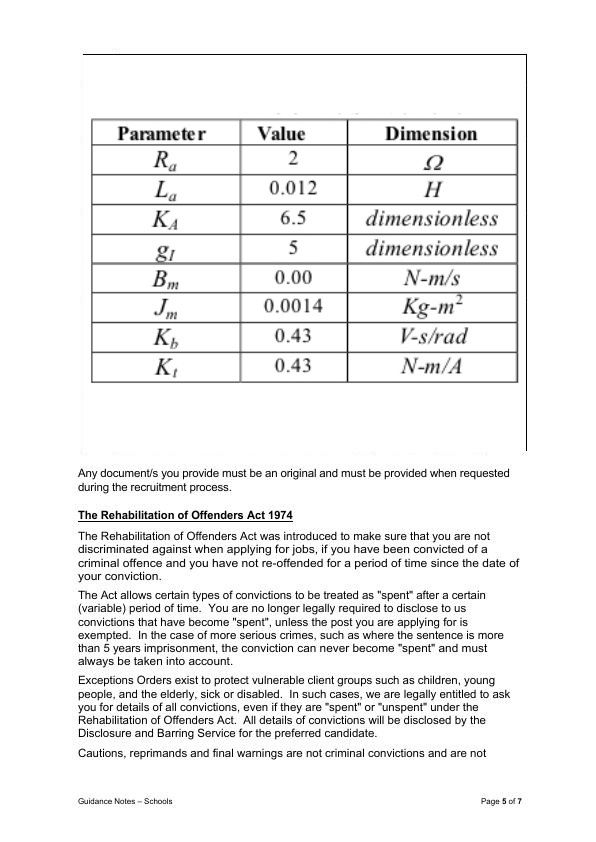 Parameter Value Dimension
Rₐ 2 Ω
Lₐ 0.012 H
K_A 6.5 dimensionless
g_I 5 dimensionless
B_m 0.00 N-m/s
J_m 0.0014 Kg-m²
K_b 0.43 V-s/rad
K_t 0.43 N-m/A
Any document/s you provide must be an original and must be provided when requested
during the recruitment process.
The Rehabilitation of Offenders Act 1974
The Rehabilitation of Offenders Act was introduced to make sure that you are not
discriminated against when applying for jobs, if you have been convicted of a
criminal offence and you have not re-offended for a period of time since the date of
your conviction.
The Act allows certain types of convictions to be treated as "spent" after a certain
(variable) period of time. You are no longer legally required to disclose to us
convictions that have become "spent", unless the post you are applying for is
exempted. In the case of more serious crimes, such as where the sentence is more
than 5 years imprisonment, the conviction can never become "spent" and must
always be taken into account.
Exceptions Orders exist to protect vulnerable client groups such as children, young
people, and the elderly, sick or disabled. In such cases, we are legally entitled to ask
you for details of all convictions, even if they are "spent" or "unspent" under the
Rehabilitation of Offenders Act. All details of convictions will be disclosed by the
Disclosure and Barring Service for the preferred candidate.
Cautions, reprimands and final warnings are not criminal convictions and are not
Guidance Notes – Schools Page 5 of 7